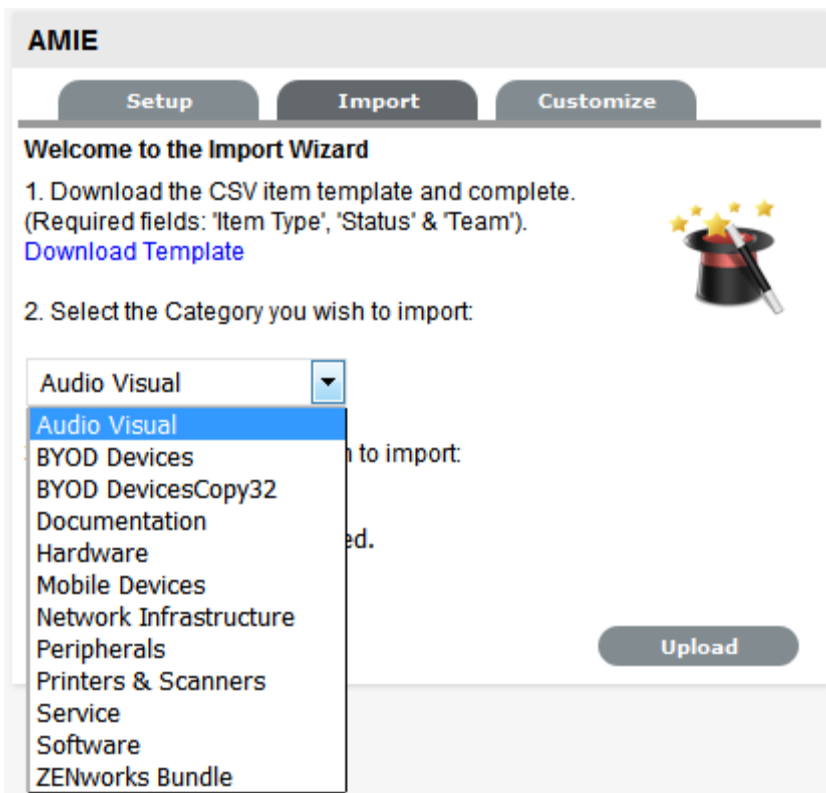 AMIE
Setup
Import
Customize
Welcome to the Import Wizard
1. Download the CSV item template and complete.
(Required fields: 'Item Type', 'Status' & 'Team').
Download Template
2. Select the Category you wish to import:
Audio Visual
Audio Visual
BYOD Devices
to import:
BYOD DevicesCopy32
Documentation
ed.
Hardware
Mobile Devices
Network Infrastructure
Peripherals
Upload
Printers & Scanners
Service
Software
ZENworks Bundle